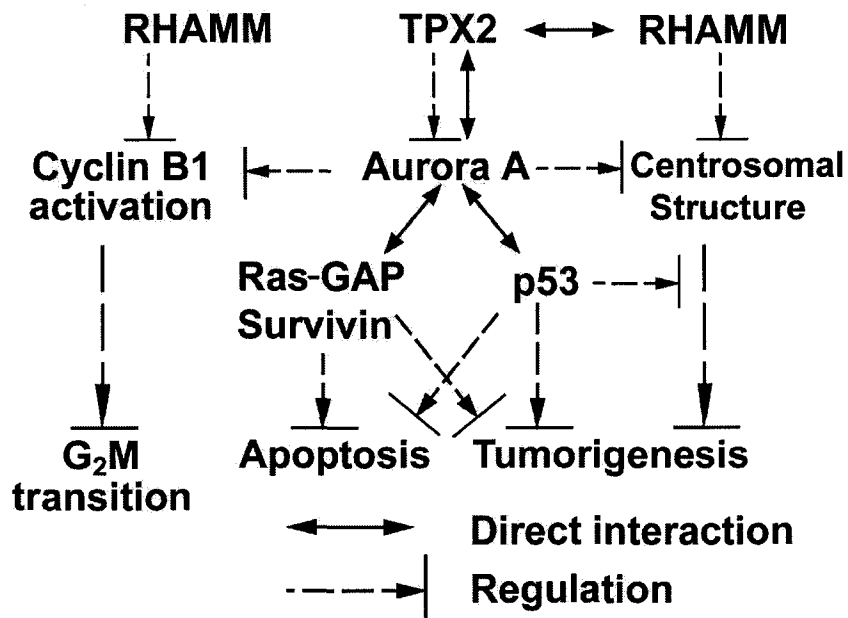 RHAMM TPX2 RHAMM
Cyclin B1
activation
Aurora A
Centrosomal
Structure
Ras-GAP
Survivin
p53
G₂M
transition
Apoptosis
Tumorigenesis
Direct interaction
Regulation